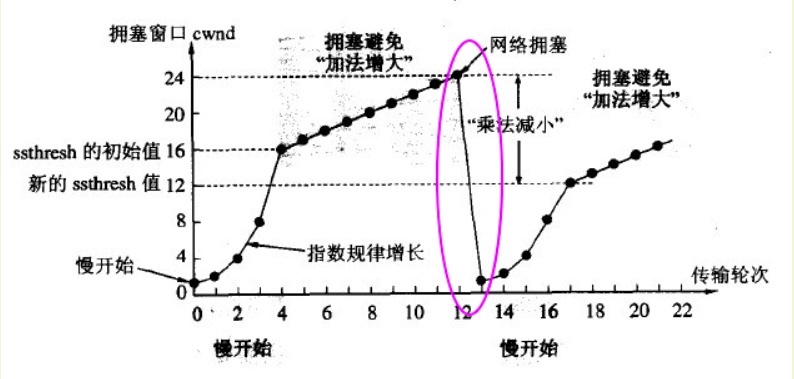 拥塞窗口 cwnd
拥塞避免
“加法增大”
网络拥塞
拥塞避免
“加法增大”
24
20
“乘法减小”
ssthresh 的初始值 16
新的 ssthresh 值 12
8
4
指数规律增长
慢开始
0
传输轮次
0 2 4 6 8 10 12 14 16 18 20 22
慢开始
慢开始